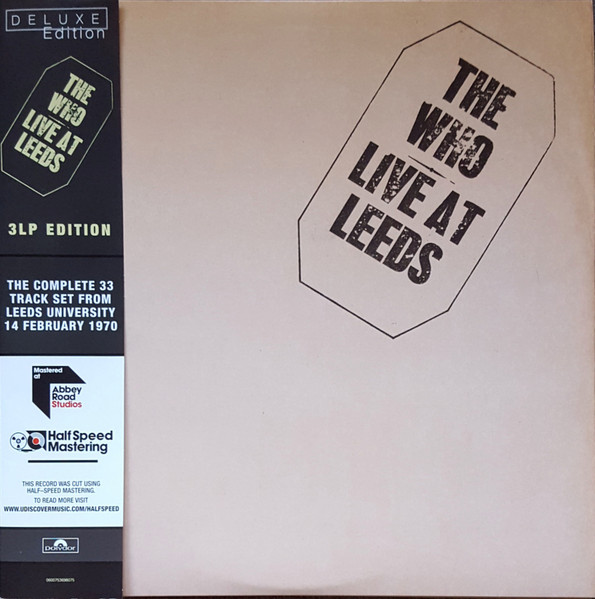 DELUXE
Edition
THE
WHO
LIVE AT
LEEDS
3LP EDITION
THE COMPLETE 33
TRACK SET FROM
LEEDS UNIVERSITY
14 FEBRUARY 1970
Mastered
at
Abbey
Road
Studios
Half Speed
Mastering
THIS RECORD WAS CUT USING
HALF-SPEED MASTERING.
TO READ MORE VISIT
WWW.UDISCOVERMUSIC.COM/HALFSPEED
Polydor
THE
WHO
LIVE AT
LEEDS